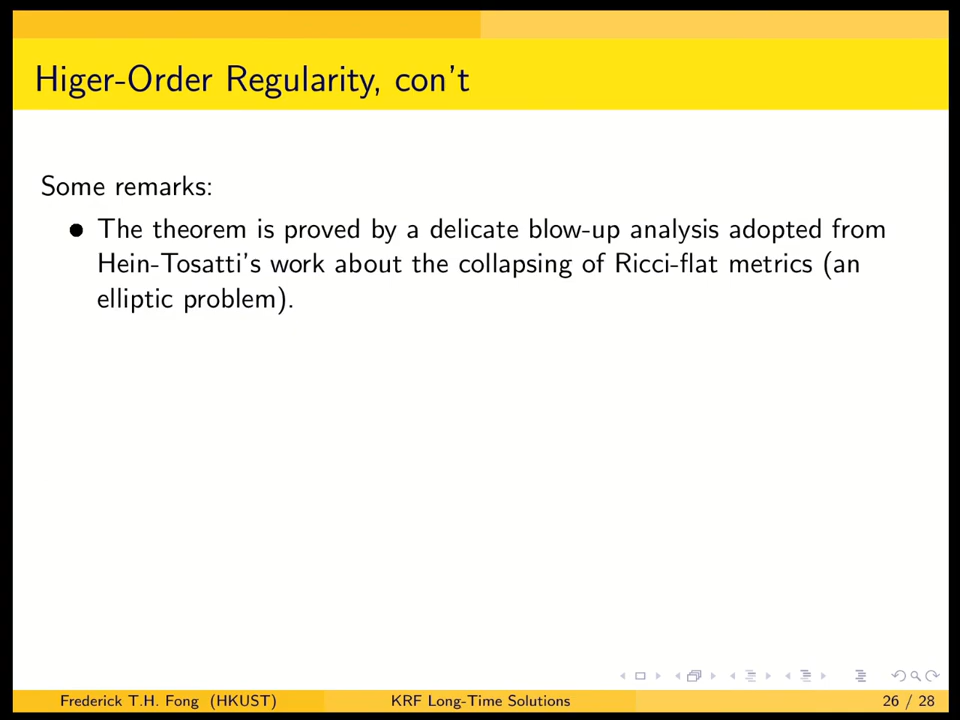 Higer-Order Regularity, con't
Some remarks:
● The theorem is proved by a delicate blow-up analysis adopted from
Hein-Tosatti's work about the collapsing of Ricci-flat metrics (an
elliptic problem).
Frederick T.H. Fong (HKUST) KRF Long-Time Solutions 26 / 28